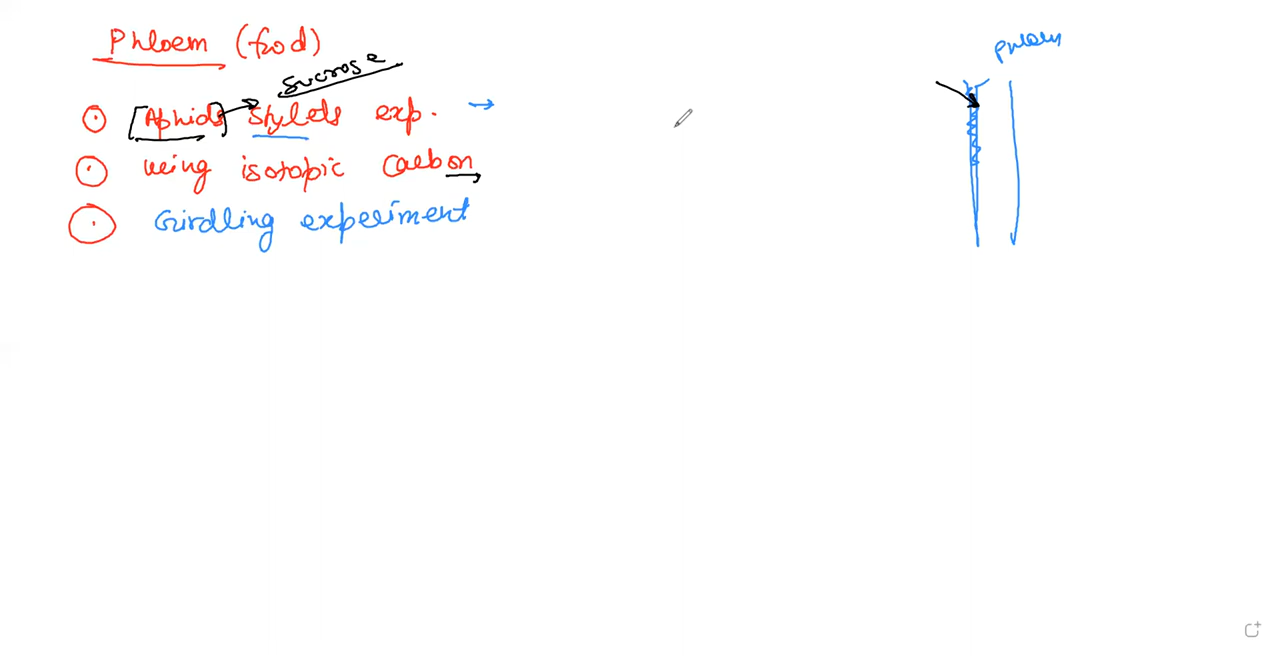 Phloem (food)
Sucrose
[Aphids] Stylets exp. →
using isotopic Carbon
Girdling experiment
Phloem